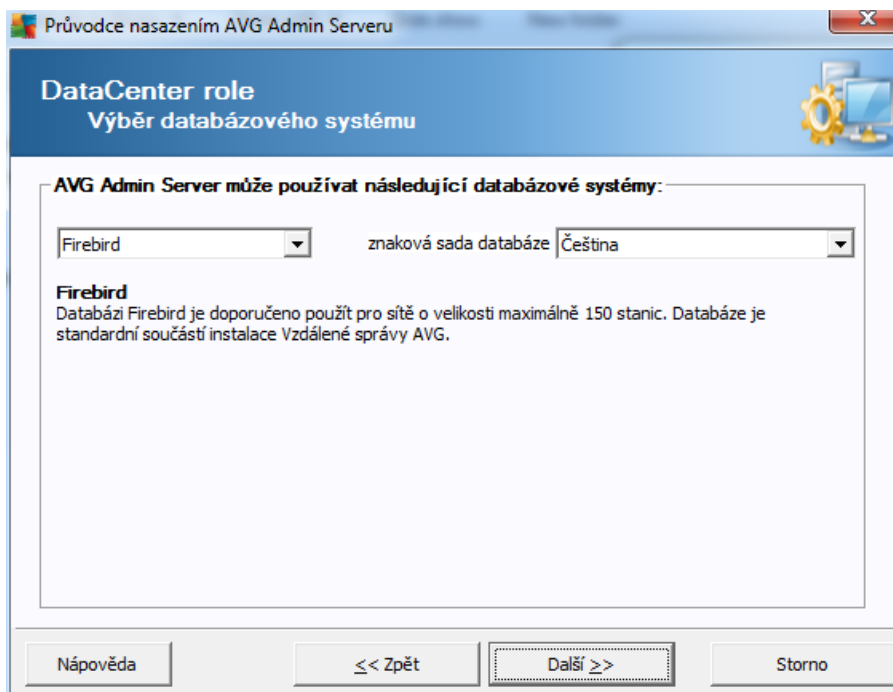 Průvodce nasazením AVG Admin Serveru
DataCenter role
Výběr databázového systému
AVG Admin Server může používat následující databázové systémy:
Firebird
znaková sada databáze
Čeština
Firebird
Databázi Firebird je doporučeno použít pro sítě o velikosti maximálně 150 stanic. Databáze je
standardní součástí instalace Vzdálené správy AVG.
Nápověda
<< Zpět
Další >>
Storno